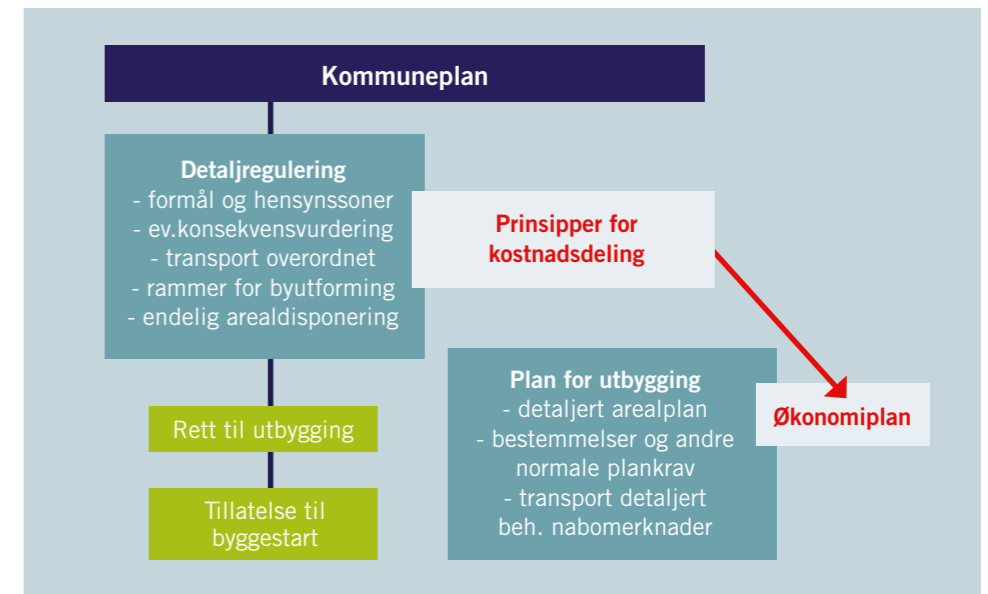 Kommuneplan
Detaljregulering
- formål og hensynssoner
- ev.konsekvensvurdering
- transport overordnet
- rammer for byutforming
- endelig arealdisponering
Prinsipper for
kostnadsdeling
Rett til utbygging
Tillatelse til
byggestart
Plan for utbygging
- detaljert arealplan
- bestemmelser og andre
normale plankrav
- transport detaljert
beh. nabomerknader
Økonomiplan